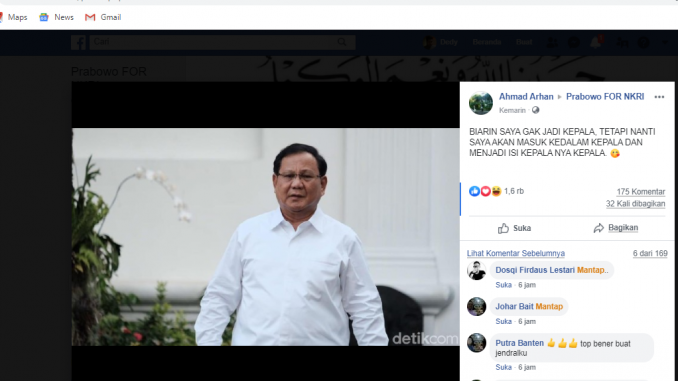 Maps News Gmail
Cari
Prabowo FOR
Ahmad Arhan ▸ Prabowo FOR NKRI
Kemarin ·
BIARIN SAYA GAK JADI KEPALA, TETAPI NANTI
SAYA AKAN MASUK KEDALAM KEPALA DAN
MENJADI ISI KEPALA NYA KEPALA. 😘
1,6 rb
175 Komentar
32 Kali dibagikan
Suka Bagikan
Lihat Komentar Sebelumnya 6 dari 169
Dosqi Firdaus Lestari Mantap..
Suka · 6 jam
Johar Bait Mantap
Suka · 6 jam
Putra Banten 👍👍👍 top bener buat
jendralku
Suka · 6 jam
detikcom